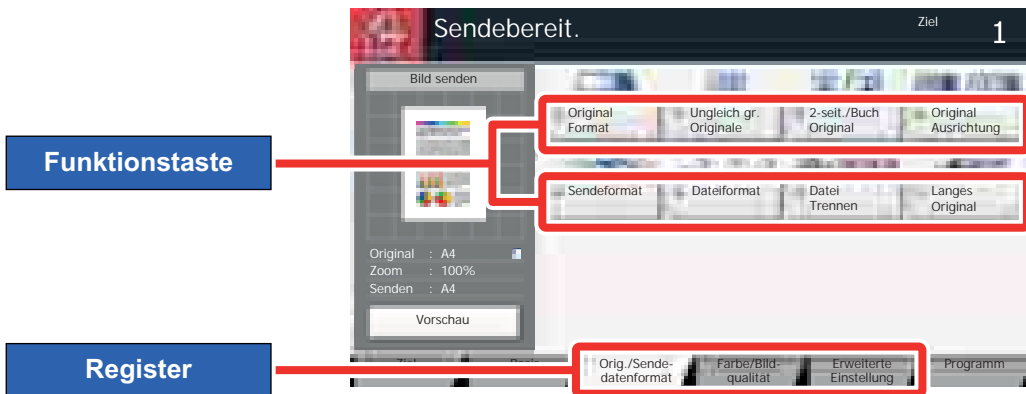 Sendebereit.
Ziel
1
Bild senden
Original
Format
Ungleich gr.
Originale
2-seit./Buch
Original
Original
Ausrichtung
Funktionstaste
Sendeformat
Dateiformat
Datei
Trennen
Langes
Original
Original : A4
Zoom : 100%
Senden : A4
Vorschau
Register
Ziel
Basis
Orig./Sende-
datenformat
Farbe/Bild-
qualität
Erweiterte
Einstellung
Programm